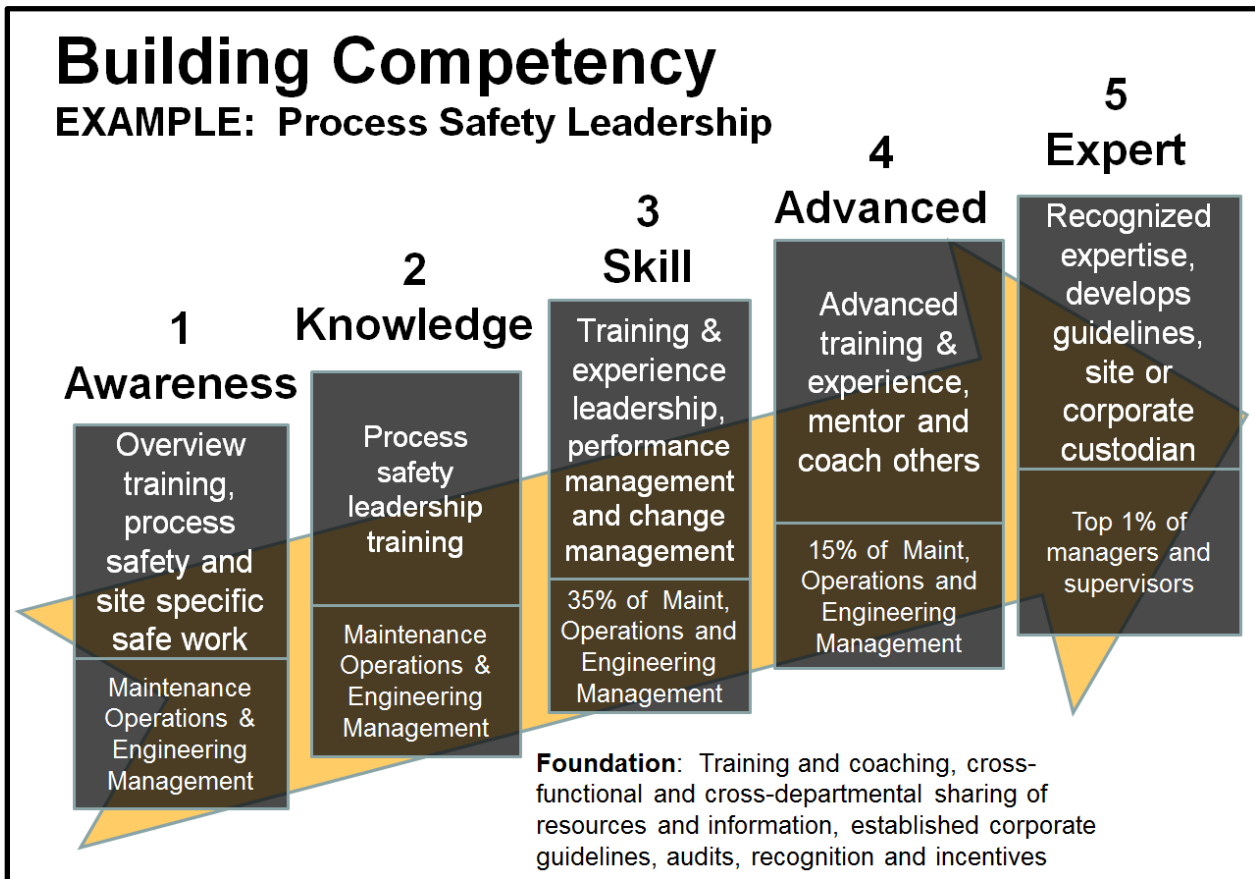 Building Competency
EXAMPLE:  Process Safety Leadership
1
Awareness
Overview
training,
process
safety and
site specific
safe work
Maintenance
Operations &
Engineering
Management
2
Knowledge
Process
safety
leadership
training
Maintenance
Operations &
Engineering
Management
3
Skill
Training &
experience
leadership,
performance
management
and change
management
35% of Maint,
Operations and
Engineering
Management
4
Advanced
Advanced
training &
experience,
mentor and
coach others
15% of Maint,
Operations and
Engineering
Management
5
Expert
Recognized
expertise,
develops
guidelines,
site or
corporate
custodian
Top 1% of
managers and
supervisors
Foundation:  Training and coaching, cross-
functional and cross-departmental sharing of
resources and information, established corporate
guidelines, audits, recognition and incentives